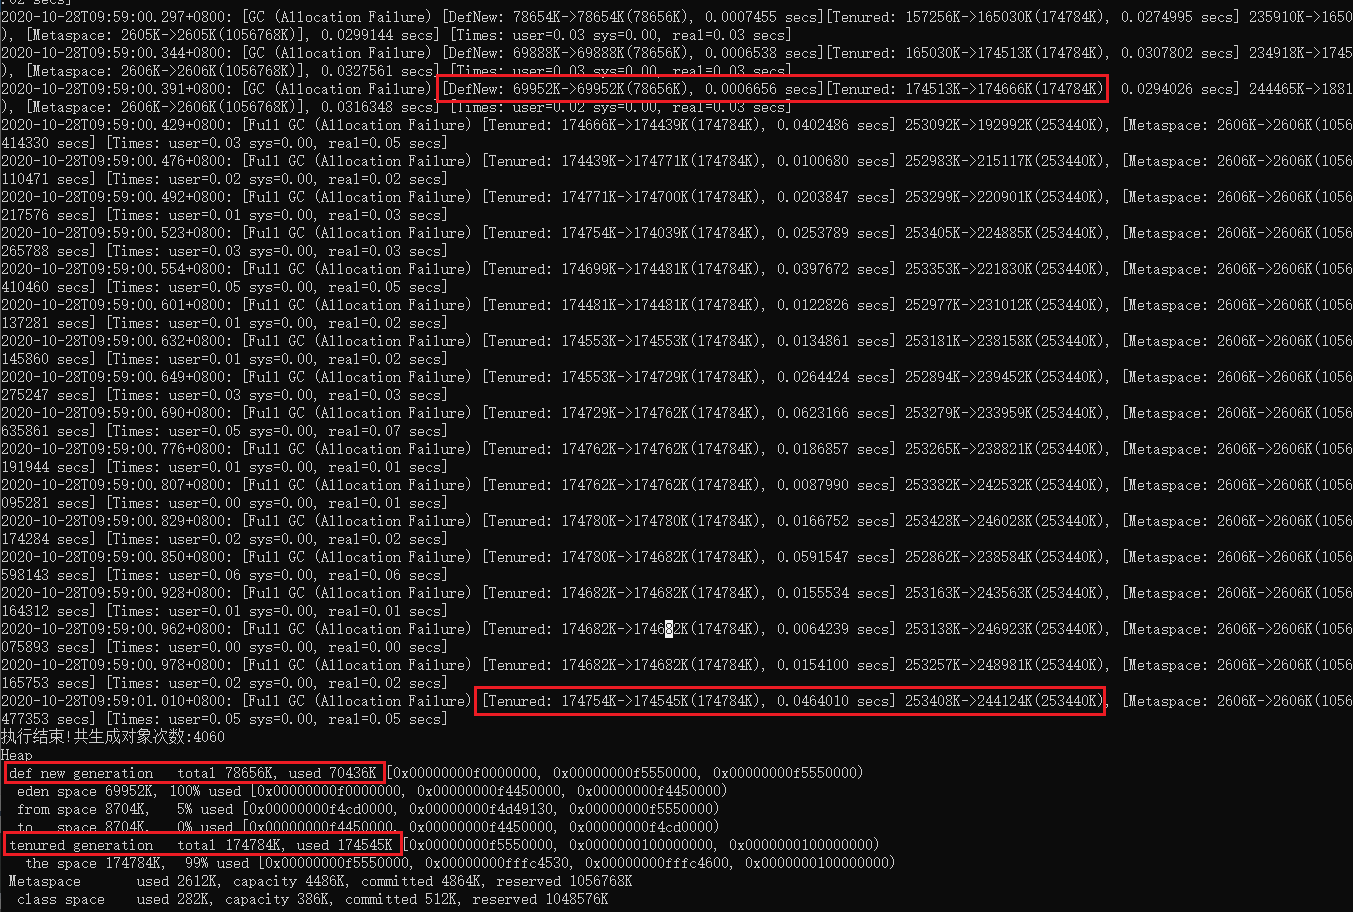 .02 secs]
2020-10-28T09:59:00.297+0800: [GC (Allocation Failure) [DefNew: 78654K->78654K(78656K), 0.0007455 secs][Tenured: 157256K->165030K(174784K), 0.0274995 secs] 235910K->1650
), [Metaspace: 2605K->2605K(1056768K)], 0.0299144 secs] [Times: user=0.03 sys=0.00, real=0.03 secs]
2020-10-28T09:59:00.344+0800: [GC (Allocation Failure) [DefNew: 69888K->69888K(78656K), 0.0006538 secs][Tenured: 165030K->174513K(174784K), 0.0307802 secs] 234918K->1745
), [Metaspace: 2606K->2606K(1056768K)], 0.0327561 secs] [Times: user=0.03 sys=0.00, real=0.03 secs]
2020-10-28T09:59:00.391+0800: [GC (Allocation Failure) [DefNew: 69952K->69952K(78656K), 0.0006656 secs][Tenured: 174513K->174666K(174784K), 0.0294026 secs] 244465K->1881
), [Metaspace: 2606K->2606K(1056768K)], 0.0316348 secs] [Times: user=0.02 sys=0.00, real=0.03 secs]
2020-10-28T09:59:00.429+0800: [Full GC (Allocation Failure) [Tenured: 174666K->174439K(174784K), 0.0402486 secs] 253092K->192992K(253440K), [Metaspace: 2606K->2606K(1056
414330 secs] [Times: user=0.03 sys=0.00, real=0.05 secs]
2020-10-28T09:59:00.476+0800: [Full GC (Allocation Failure) [Tenured: 174439K->174771K(174784K), 0.0100680 secs] 252983K->215117K(253440K), [Metaspace: 2606K->2606K(1056
110471 secs] [Times: user=0.02 sys=0.00, real=0.02 secs]
2020-10-28T09:59:00.492+0800: [Full GC (Allocation Failure) [Tenured: 174771K->174700K(174784K), 0.0203847 secs] 253299K->220901K(253440K), [Metaspace: 2606K->2606K(1056
217576 secs] [Times: user=0.01 sys=0.00, real=0.03 secs]
2020-10-28T09:59:00.523+0800: [Full GC (Allocation Failure) [Tenured: 174754K->174039K(174784K), 0.0253789 secs] 253405K->224885K(253440K), [Metaspace: 2606K->2606K(1056
265788 secs] [Times: user=0.03 sys=0.00, real=0.03 secs]
2020-10-28T09:59:00.554+0800: [Full GC (Allocation Failure) [Tenured: 174699K->174481K(174784K), 0.0397672 secs] 253353K->221830K(253440K), [Metaspace: 2606K->2606K(1056
410460 secs] [Times: user=0.05 sys=0.00, real=0.05 secs]
2020-10-28T09:59:00.601+0800: [Full GC (Allocation Failure) [Tenured: 174481K->174481K(174784K), 0.0122826 secs] 252977K->231012K(253440K), [Metaspace: 2606K->2606K(1056
137281 secs] [Times: user=0.01 sys=0.00, real=0.02 secs]
2020-10-28T09:59:00.632+0800: [Full GC (Allocation Failure) [Tenured: 174553K->174553K(174784K), 0.0134861 secs] 253181K->238158K(253440K), [Metaspace: 2606K->2606K(1056
145860 secs] [Times: user=0.01 sys=0.00, real=0.02 secs]
2020-10-28T09:59:00.649+0800: [Full GC (Allocation Failure) [Tenured: 174553K->174729K(174784K), 0.0264424 secs] 252894K->239452K(253440K), [Metaspace: 2606K->2606K(1056
275247 secs] [Times: user=0.03 sys=0.00, real=0.03 secs]
2020-10-28T09:59:00.690+0800: [Full GC (Allocation Failure) [Tenured: 174729K->174762K(174784K), 0.0623166 secs] 253279K->233959K(253440K), [Metaspace: 2606K->2606K(1056
635861 secs] [Times: user=0.05 sys=0.00, real=0.07 secs]
2020-10-28T09:59:00.776+0800: [Full GC (Allocation Failure) [Tenured: 174762K->174762K(174784K), 0.0186857 secs] 253265K->238821K(253440K), [Metaspace: 2606K->2606K(1056
191944 secs] [Times: user=0.01 sys=0.00, real=0.01 secs]
2020-10-28T09:59:00.807+0800: [Full GC (Allocation Failure) [Tenured: 174762K->174762K(174784K), 0.0087990 secs] 253382K->242532K(253440K), [Metaspace: 2606K->2606K(1056
095281 secs] [Times: user=0.00 sys=0.00, real=0.01 secs]
2020-10-28T09:59:00.829+0800: [Full GC (Allocation Failure) [Tenured: 174780K->174780K(174784K), 0.0166752 secs] 253428K->246028K(253440K), [Metaspace: 2606K->2606K(1056
174284 secs] [Times: user=0.02 sys=0.00, real=0.02 secs]
2020-10-28T09:59:00.850+0800: [Full GC (Allocation Failure) [Tenured: 174780K->174682K(174784K), 0.0591547 secs] 252862K->238584K(253440K), [Metaspace: 2606K->2606K(1056
598143 secs] [Times: user=0.06 sys=0.00, real=0.06 secs]
2020-10-28T09:59:00.928+0800: [Full GC (Allocation Failure) [Tenured: 174682K->174682K(174784K), 0.0155534 secs] 253163K->243563K(253440K), [Metaspace: 2606K->2606K(1056
164312 secs] [Times: user=0.01 sys=0.00, real=0.01 secs]
2020-10-28T09:59:00.962+0800: [Full GC (Allocation Failure) [Tenured: 174682K->174682K(174784K), 0.0064239 secs] 253138K->246923K(253440K), [Metaspace: 2606K->2606K(1056
075893 secs] [Times: user=0.00 sys=0.00, real=0.00 secs]
2020-10-28T09:59:00.978+0800: [Full GC (Allocation Failure) [Tenured: 174682K->174682K(174784K), 0.0154100 secs] 253257K->248981K(253440K), [Metaspace: 2606K->2606K(1056
165753 secs] [Times: user=0.02 sys=0.00, real=0.02 secs]
2020-10-28T09:59:01.010+0800: [Full GC (Allocation Failure) [Tenured: 174754K->174545K(174784K), 0.0464010 secs] 253408K->244124K(253440K), [Metaspace: 2606K->2606K(1056
477353 secs] [Times: user=0.05 sys=0.00, real=0.05 secs]
执行结束!共生成对象次数:4060
Heap
def new generation   total 78656K, used 70436K [0x00000000f0000000, 0x00000000f5550000, 0x00000000f5550000)
eden space 69952K, 100% used [0x00000000f0000000, 0x00000000f4450000, 0x00000000f4450000)
from space 8704K,   5% used [0x00000000f4cd0000, 0x00000000f4d49130, 0x00000000f5550000)
to   space 8704K,   0% used [0x00000000f4450000, 0x00000000f4450000, 0x00000000f4cd0000)
tenured generation   total 174784K, used 174545K [0x00000000f5550000, 0x0000000100000000, 0x0000000100000000)
the space 174784K,  99% used [0x00000000f5550000, 0x00000000fffc4530, 0x00000000fffc4600, 0x0000000100000000)
Metaspace       used 2612K, capacity 4486K, committed 4864K, reserved 1056768K
class space    used 282K, capacity 386K, committed 512K, reserved 1048576K